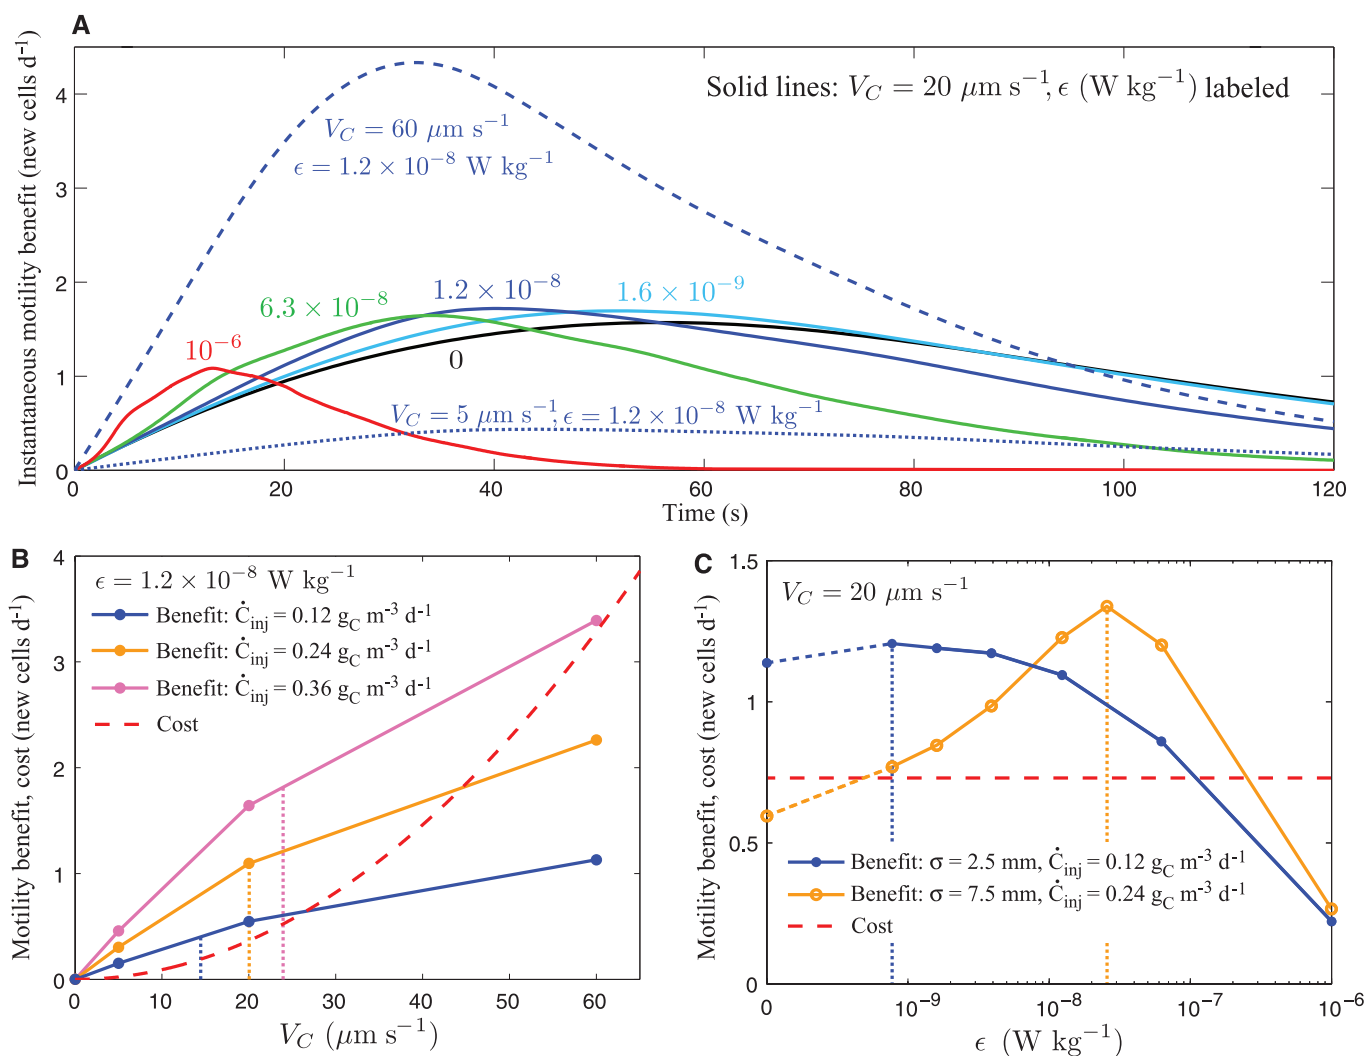 A
Instantaneous motility benefit (new cells d⁻¹)
4
3
2
1
0
Solid lines: V_C = 20 μm s⁻¹, ϵ (W kg⁻¹) labeled
V_C = 60 μm s⁻¹
ϵ = 1.2 × 10⁻⁸ W kg⁻¹
10⁻⁶
6.3 × 10⁻⁸
1.2 × 10⁻⁸
1.6 × 10⁻⁹
0
V_C = 5 μm s⁻¹, ϵ = 1.2 × 10⁻⁸ W kg⁻¹
0 20 40 60 80 100 120
Time (s)
B
Motility benefit, cost (new cells d⁻¹)
4
3
2
1
0
ϵ = 1.2 × 10⁻⁸ W kg⁻¹
Benefit: Ċ_inj = 0.12 g_C m⁻³ d⁻¹
Benefit: Ċ_inj = 0.24 g_C m⁻³ d⁻¹
Benefit: Ċ_inj = 0.36 g_C m⁻³ d⁻¹
Cost
0 10 20 30 40 50 60
V_C (μm s⁻¹)
C
Motility benefit, cost (new cells d⁻¹)
1.5
1
0.5
0
V_C = 20 μm s⁻¹
Benefit: σ = 2.5 mm, Ċ_inj = 0.12 g_C m⁻³ d⁻¹
Benefit: σ = 7.5 mm, Ċ_inj = 0.24 g_C m⁻³ d⁻¹
Cost
0 10⁻⁹ 10⁻⁸ 10⁻⁷ 10⁻⁶
ϵ (W kg⁻¹)